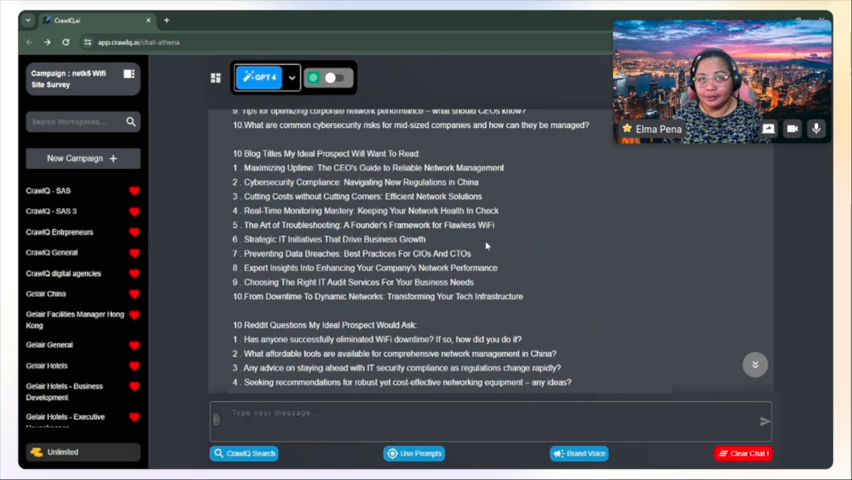 CrawlQ.ai
app.crawlq.ai/chat-athena
Campaign : netk5 Wifi
Site Survey
Search Workspaces...
New Campaign +
CrawlQ - SAS
CrawlQ - SAS 3
CrawlQ Entrpreneurs
CrawlQ General
CrawlQ digital agencies
Gelair China
Gelair Facilities Manager Hong
Kong
Gelair General
Gelair Hotels
Gelair Hotels - Business
Development
Gelair Hotels - Executive
Unlimited
GPT 4
9. Tips for optimizing corporate network performance – what should CEOs know?
10.What are common cybersecurity risks for mid-sized companies and how can they be managed?
10 Blog Titles My Ideal Prospect Will Want To Read:
1 . Maximizing Uptime: The CEO's Guide to Reliable Network Management
2 . Cybersecurity Compliance: Navigating New Regulations in China
3 . Cutting Costs without Cutting Corners: Efficient Network Solutions
4 . Real-Time Monitoring Mastery: Keeping Your Network Health In Check
5 . The Art of Troubleshooting: A Founder's Framework for Flawless WiFi
6 . Strategic IT Initiatives That Drive Business Growth
7 . Preventing Data Breaches: Best Practices For CIOs And CTOs
8 . Expert Insights Into Enhancing Your Company's Network Performance
9 . Choosing The Right IT Audit Services For Your Business Needs
10.From Downtime To Dynamic Networks: Transforming Your Tech Infrastructure
10 Reddit Questions My Ideal Prospect Would Ask:
1 . Has anyone successfully eliminated WiFi downtime? If so, how did you do it?
2 . What affordable tools are available for comprehensive network management in China?
3 . Any advice on staying ahead with IT security compliance as regulations change rapidly?
4 . Seeking recommendations for robust yet cost-effective networking equipment – any ideas?
Type your message...
CrawlQ Search
Use Prompts
Brand Voice
Clear Chat !
Elma Pena